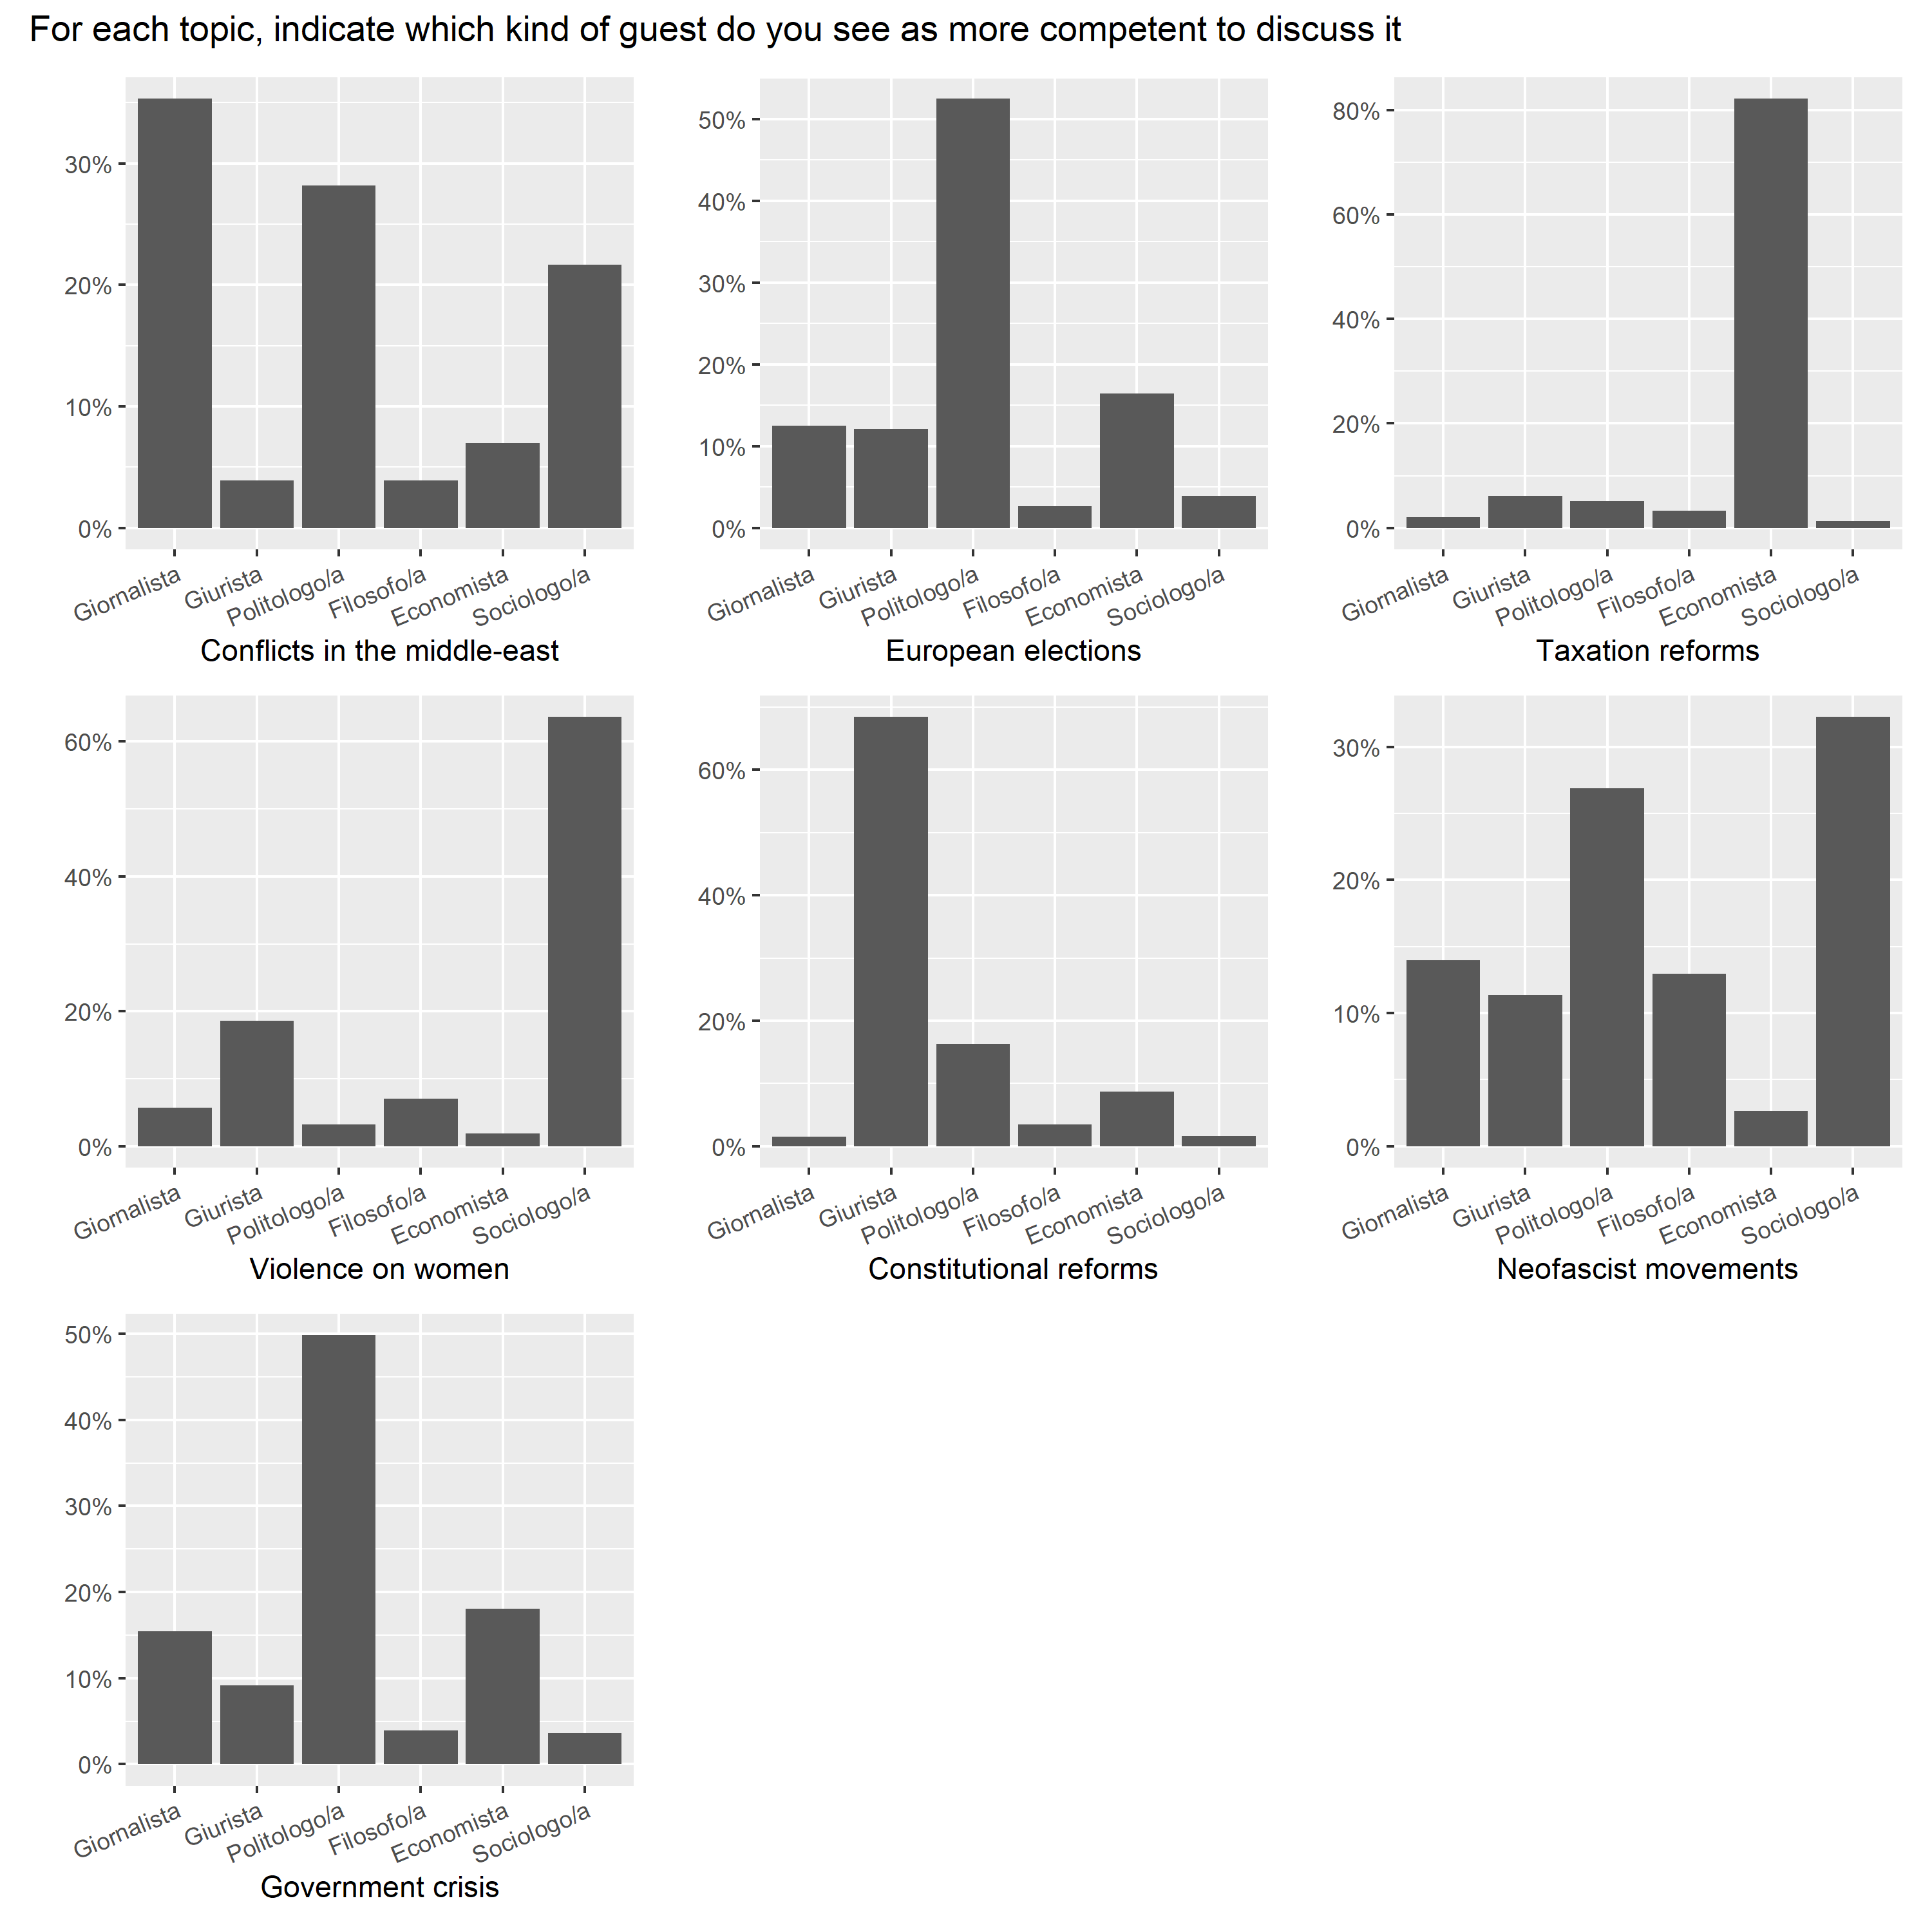 For each topic, indicate which kind of guest do you see as more competent to discuss it
30%
20%
10%
0%
Giornalista
Giurista
Politologo/a
Filosofo/a
Economista
Sociologo/a
Conflicts in the middle-east
50%
40%
30%
20%
10%
0%
Giornalista
Giurista
Politologo/a
Filosofo/a
Economista
Sociologo/a
European elections
80%
60%
40%
20%
0%
Giornalista
Giurista
Politologo/a
Filosofo/a
Economista
Sociologo/a
Taxation reforms
60%
40%
20%
0%
Giornalista
Giurista
Politologo/a
Filosofo/a
Economista
Sociologo/a
Violence on women
60%
40%
20%
0%
Giornalista
Giurista
Politologo/a
Filosofo/a
Economista
Sociologo/a
Constitutional reforms
30%
20%
10%
0%
Giornalista
Giurista
Politologo/a
Filosofo/a
Economista
Sociologo/a
Neofascist movements
50%
40%
30%
20%
10%
0%
Giornalista
Giurista
Politologo/a
Filosofo/a
Economista
Sociologo/a
Government crisis